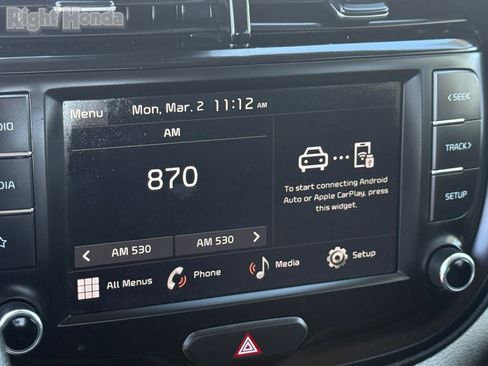 Right Honda
Menu Mon, Mar. 2 11:12 AM
AM
870
To start connecting Android
Auto or Apple CarPlay, press
this widget.
< AM 530 AM 530 >
All Menus Phone Media Setup
DIO
DIA
< SEEK
TRACK >
SETUP